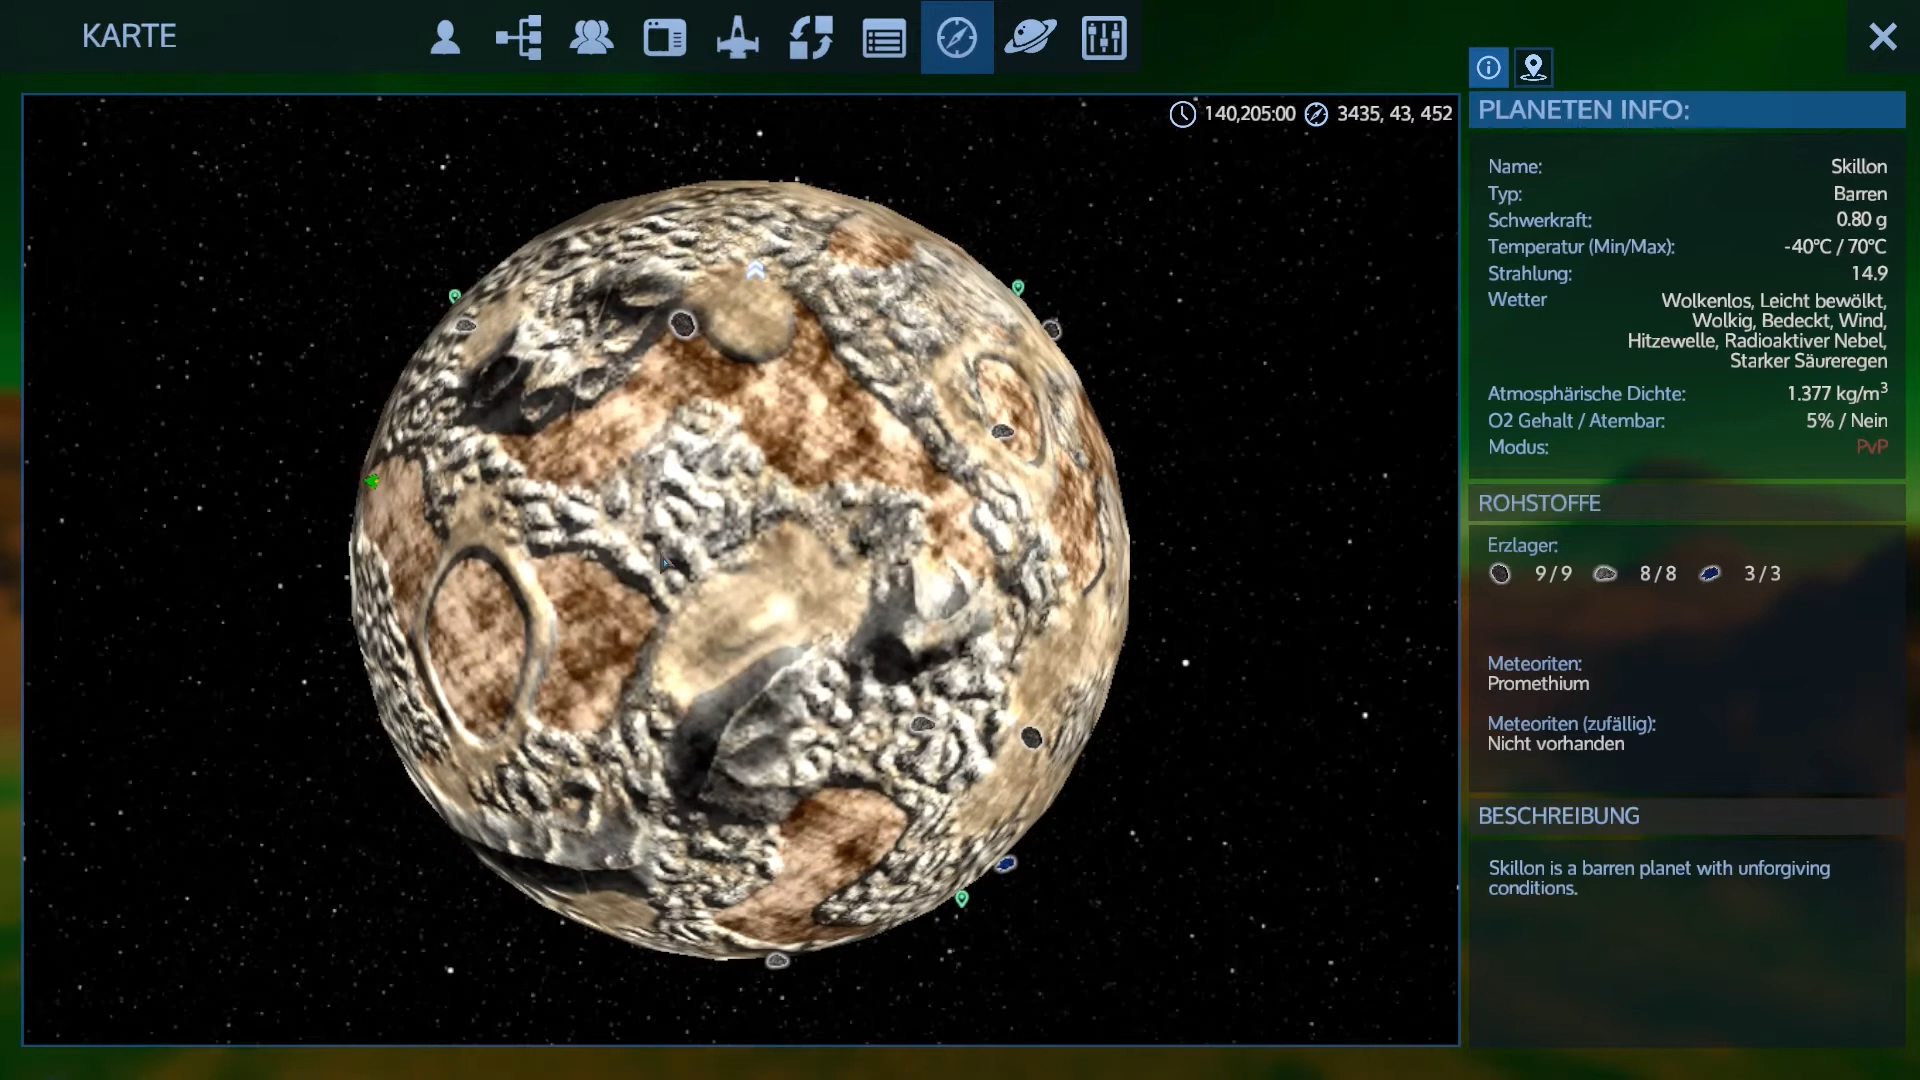 KARTE
140,205:00 3435, 43, 452
PLANETEN INFO:
Name: Skillon
Typ: Barren
Schwerkraft: 0.80 g
Temperatur (Min/Max): -40°C / 70°C
Strahlung: 14.9
Wetter Wolkenlos, Leicht bewölkt,
Wolkig, Bedeckt, Wind,
Hitzewelle, Radioaktiver Nebel,
Starker Säureregen
Atmosphärische Dichte: 1.377 kg/m³
O2 Gehalt / Atembar: 5% / Nein
Modus: PvP
ROHSTOFFE
Erzlager:
9/9 8/8 3/3
Meteoriten:
Promethium
Meteoriten (zufällig):
Nicht vorhanden
BESCHREIBUNG
Skillon is a barren planet with unforgiving
conditions.